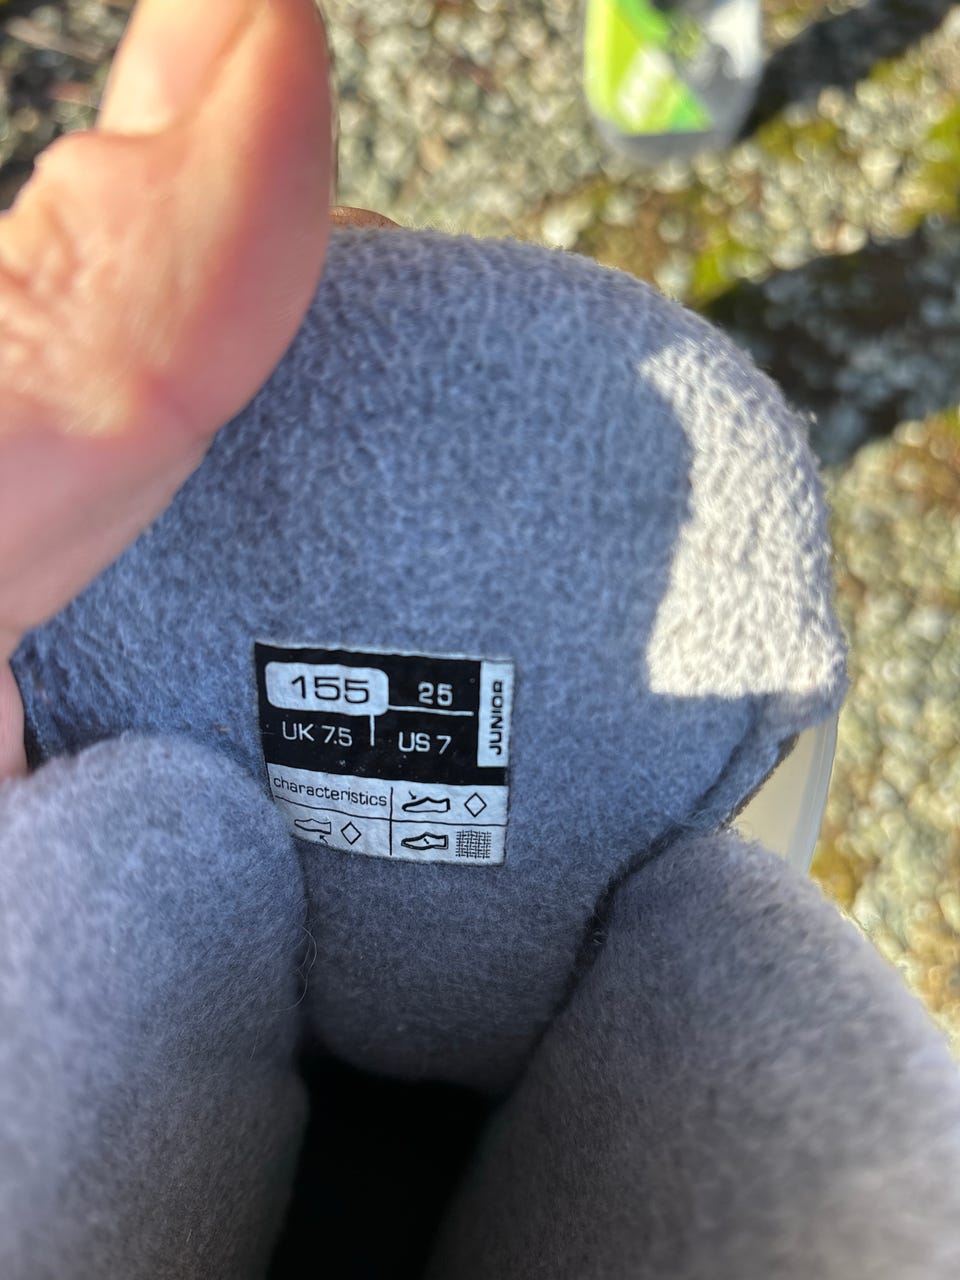 155 25
UK 7.5 US 7
JUNIOR
characteristics